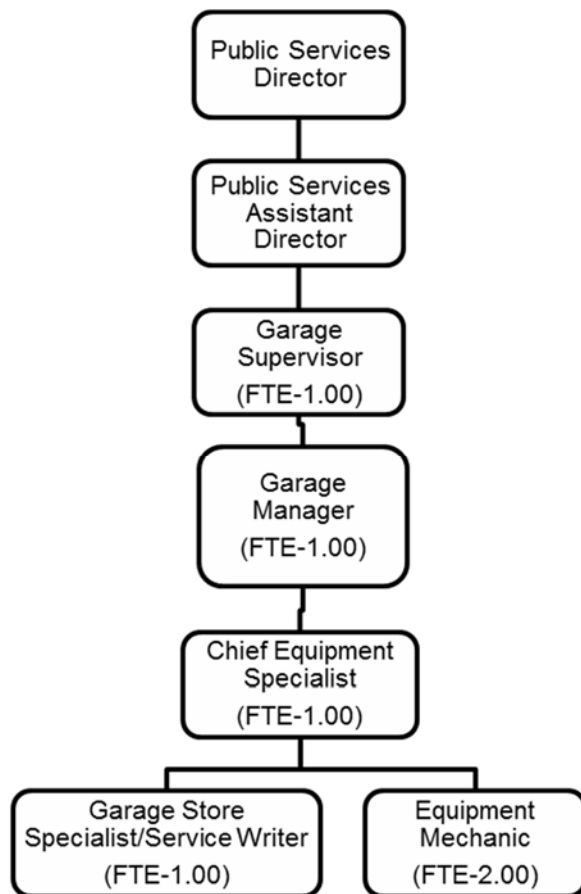 Public Services
Director
Public Services
Assistant
Director
Garage
Supervisor
(FTE-1.00)
Garage
Manager
(FTE-1.00)
Chief Equipment
Specialist
(FTE-1.00)
Garage Store
Specialist/Service Writer
(FTE-1.00)
Equipment
Mechanic
(FTE-2.00)